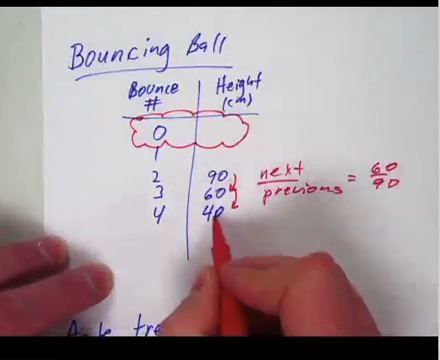 Bouncing Ball
Bounce # Height (cm)
0
1
2 90
3 60
4 40
next / previous = 60/90